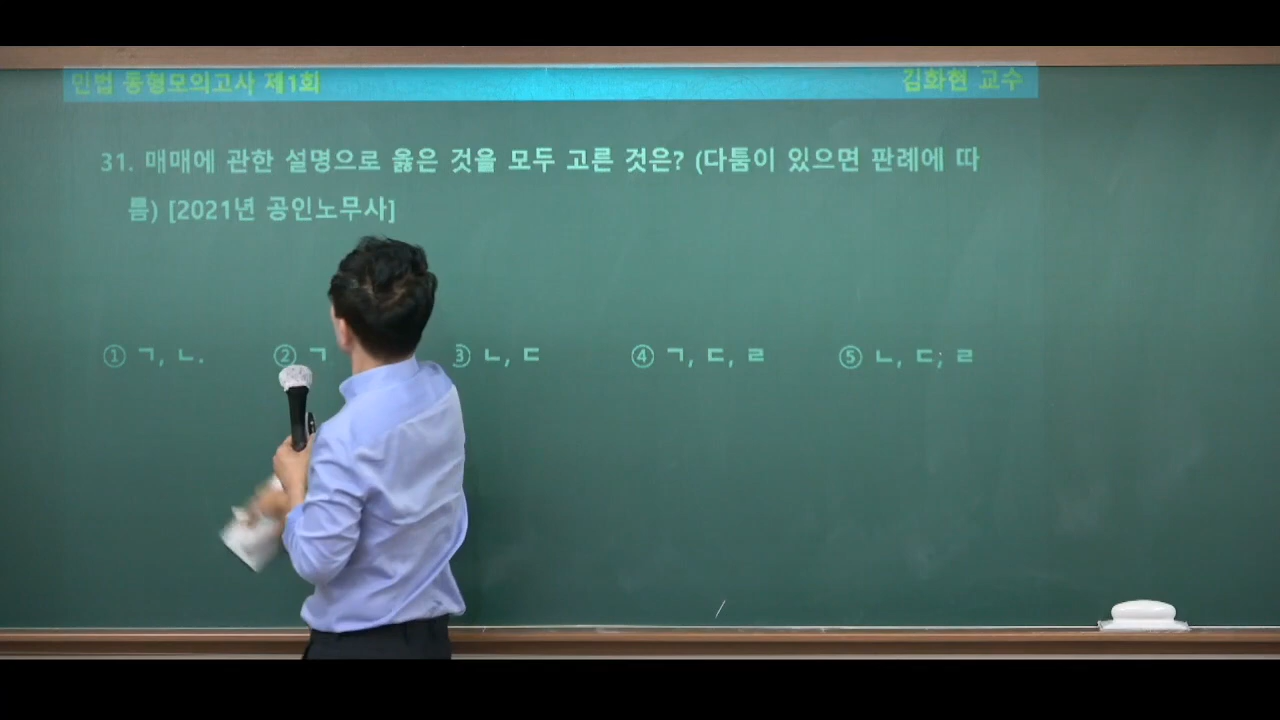 민법 동형모의고사 제1회
김화현 교수
31. 매매에 관한 설명으로 옳은 것을 모두 고른 것은? (다툼이 있으면 판례에 따
름) [2021년 공인노무사]
① ㄱ, ㄴ. ② ㄱ ③ ㄴ, ㄷ ④ ㄱ, ㄷ, ㄹ ⑤ ㄴ, ㄷ, ㄹ